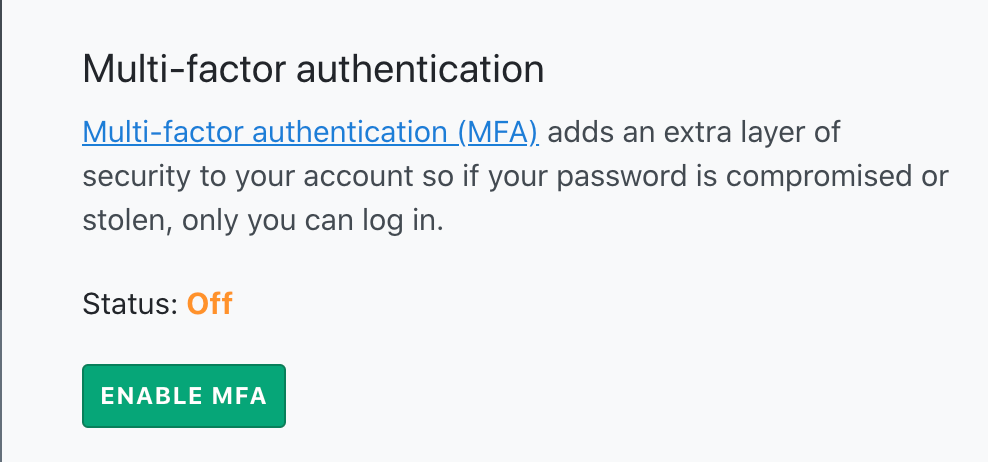 Multi-factor authentication
Multi-factor authentication (MFA) adds an extra layer of
security to your account so if your password is compromised or
stolen, only you can log in.
Status: Off
ENABLE MFA